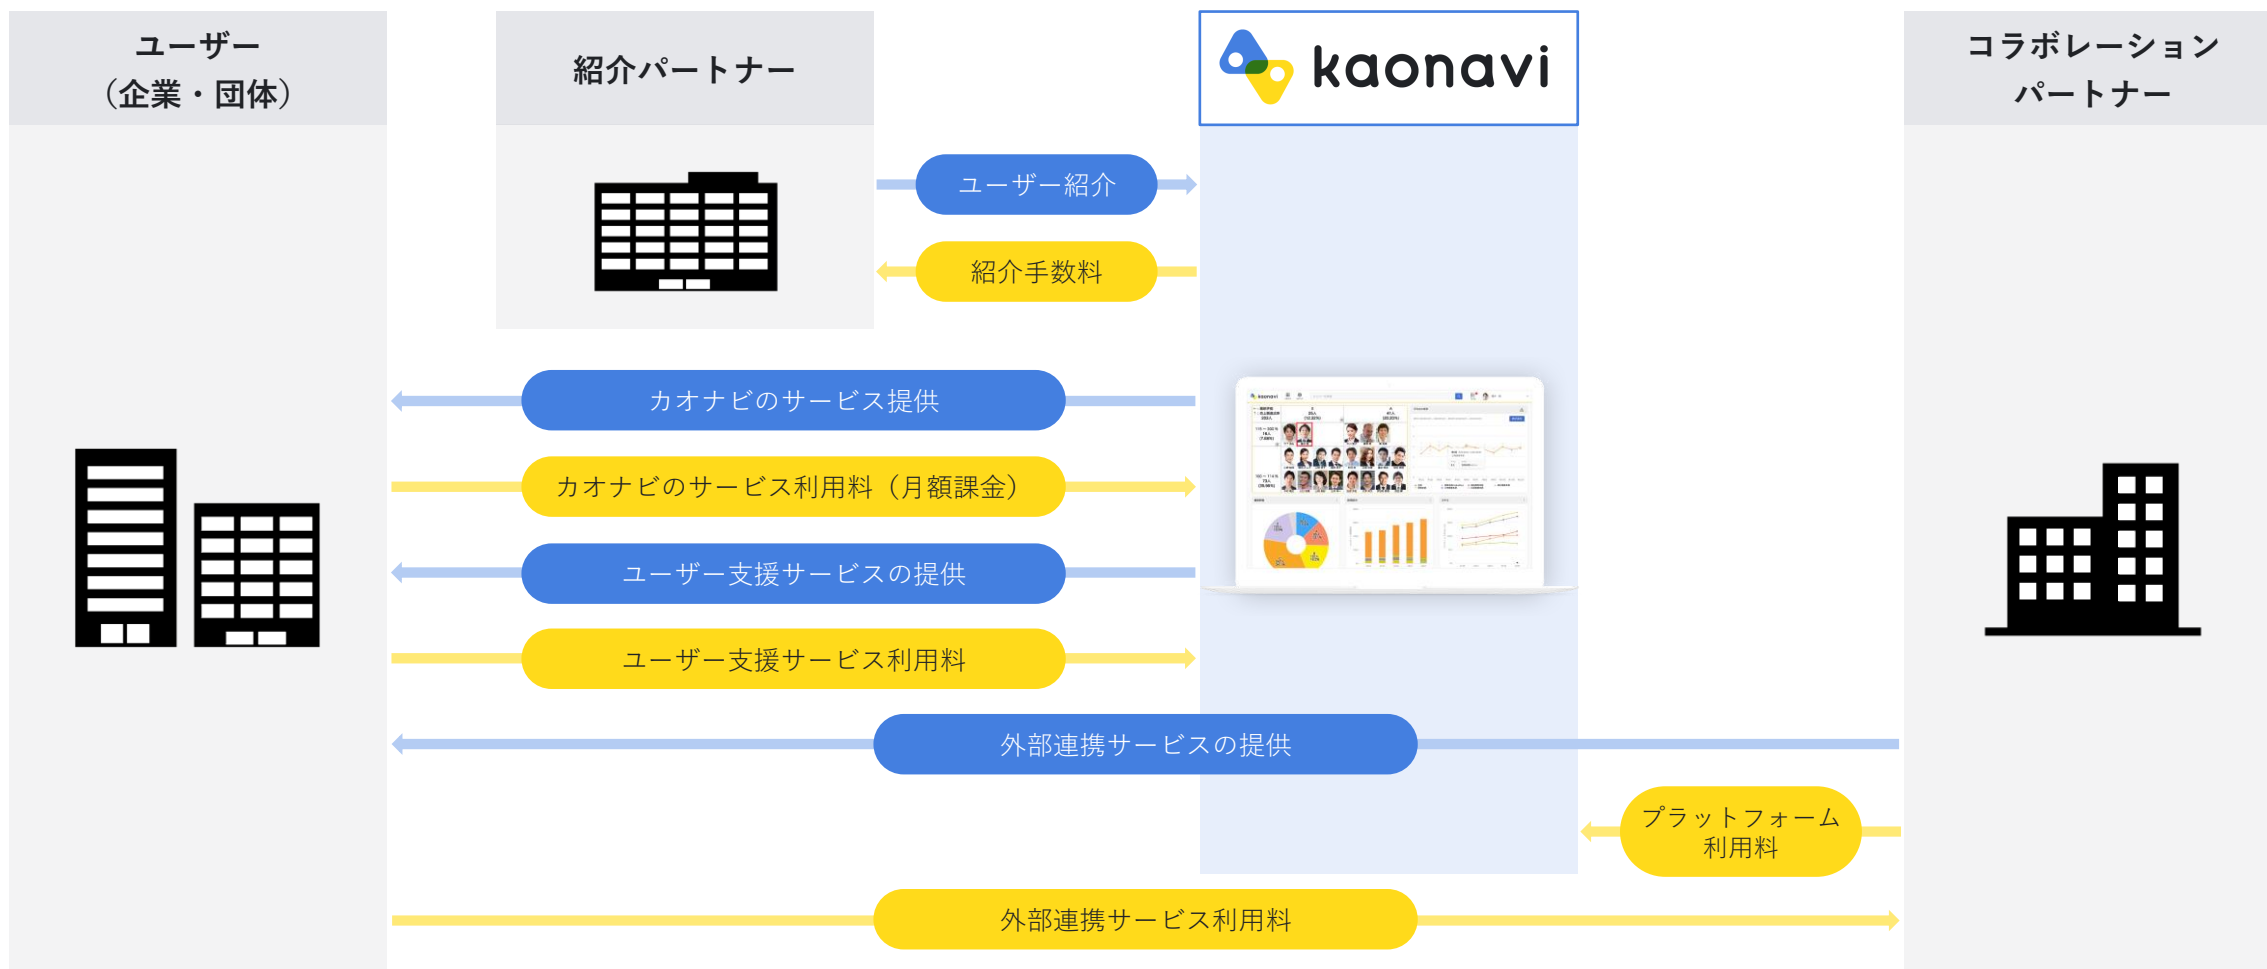 ユーザー
（企業・団体）
紹介パートナー
kaonavi
コラボレーション
パートナー
ユーザー紹介
紹介手数料
カオナビのサービス提供
カオナビのサービス利用料（月額課金）
ユーザー支援サービスの提供
ユーザー支援サービス利用料
外部連携サービスの提供
プラットフォーム
利用料
外部連携サービス利用料
kaonavi